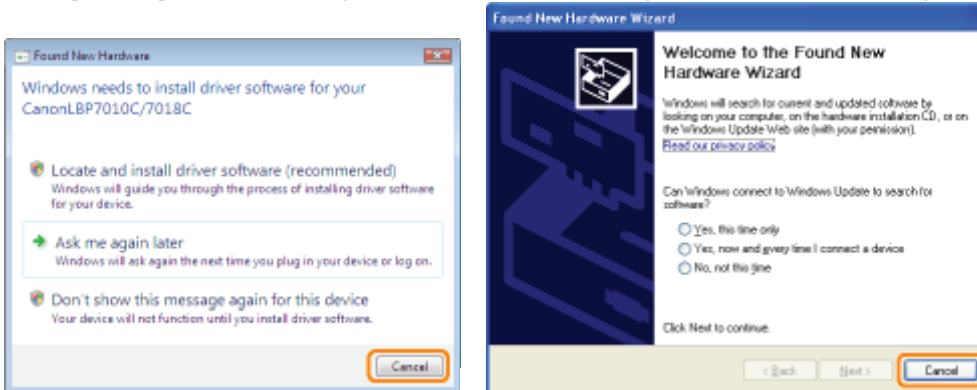 Found New Hardware
Windows needs to install driver software for your
CanonLBP7010C/7018C
Locate and install driver software (recommended)
Windows will guide you through the process of installing driver software
for your device.
Ask me again later
Windows will ask again the next time you plug in your device or log on.
Don't show this message again for this device
Your device will not function until you install driver software.
Cancel
Found New Hardware Wizard
Welcome to the Found New
Hardware Wizard
Windows will search for current and updated software by
looking on your computer, on the hardware installation CD, or on
the Windows Update Web site (with your permission).
Read our privacy policy
Can Windows connect to Windows Update to search for
software?
Yes, this time only
Yes, now and every time I connect a device
No, not this time
Click Next to continue.
< Back
Next >
Cancel